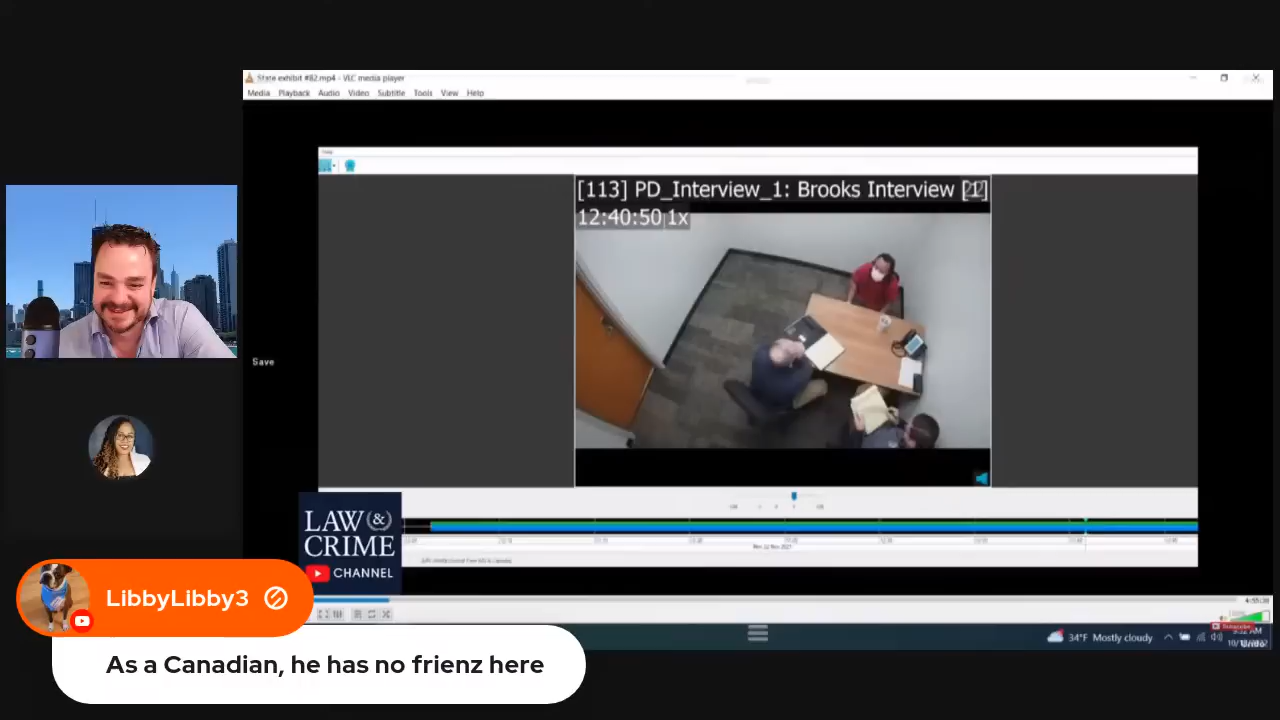 State exhibit #82.mp4 - VLC media player
Media Playback Audio Video Subtitle Tools View Help
[113] PD_Interview_1: Brooks Interview
12:40:50 1x
Save
LAW &
CRIME
CHANNEL
LibbyLibby3
As a Canadian, he has no frienz here
34°F Mostly cloudy